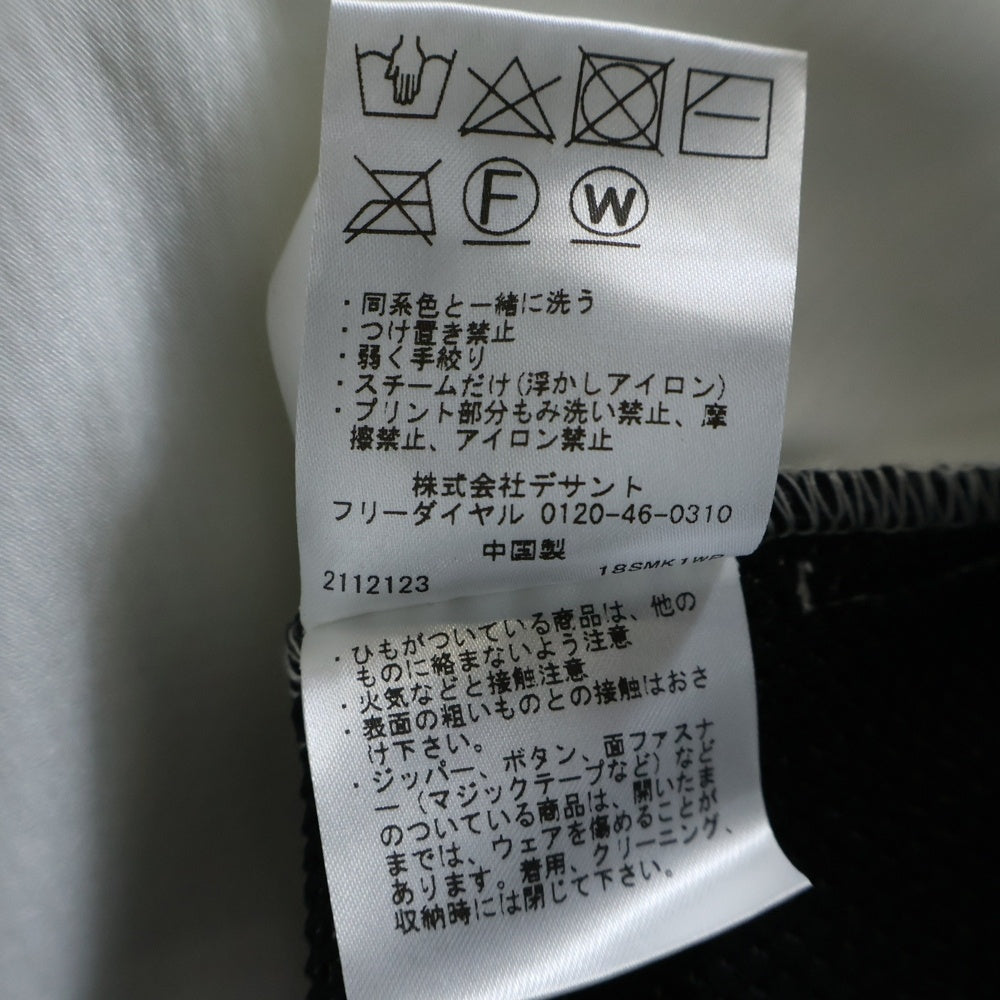 F W
・同系色と一緒に洗う
・つけ置き禁止
・弱く手絞り
・スチームだけ(浮かしアイロン)
・プリント部分もみ洗い禁止、摩
擦禁止、アイロン禁止
株式会社デサント
フリーダイヤル 0120-46-0310
中国製
2112123
・ひもがついている商品は、他の
ものに絡まないよう注意
・火気などと接触注意
・表面の粗いものとの接触はおさ
け下さい。
・ジッパー、ボタン、面ファスナ
ー（マジックテープなど）など
のついている商品は、開いたま
までは、ウェアを傷めることが
あります。着用、クリーニング、
収納時には閉じて下さい。